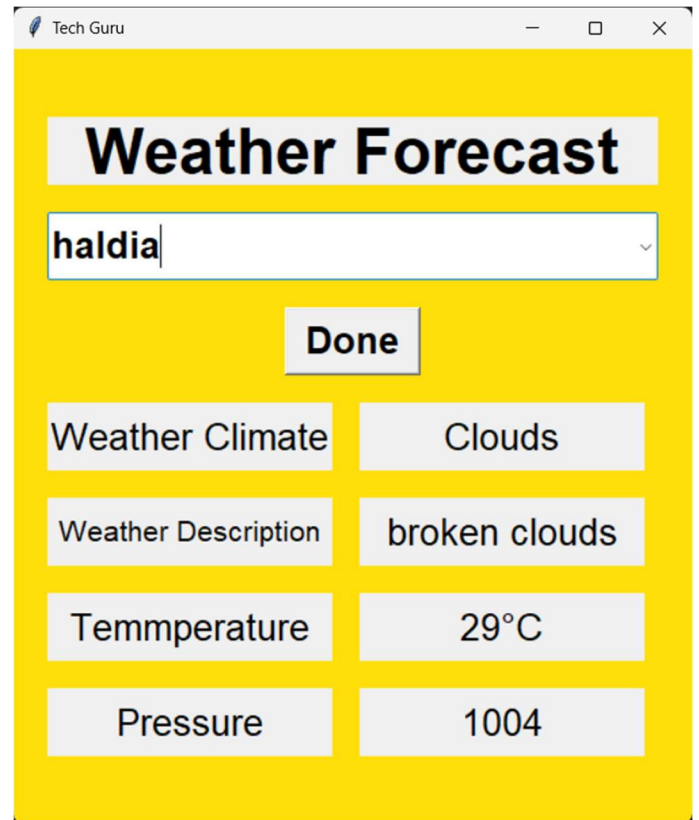 Tech Guru
Weather Forecast
haldia
Done
Weather Climate Clouds
Weather Description broken clouds
Temmperature 29°C
Pressure 1004